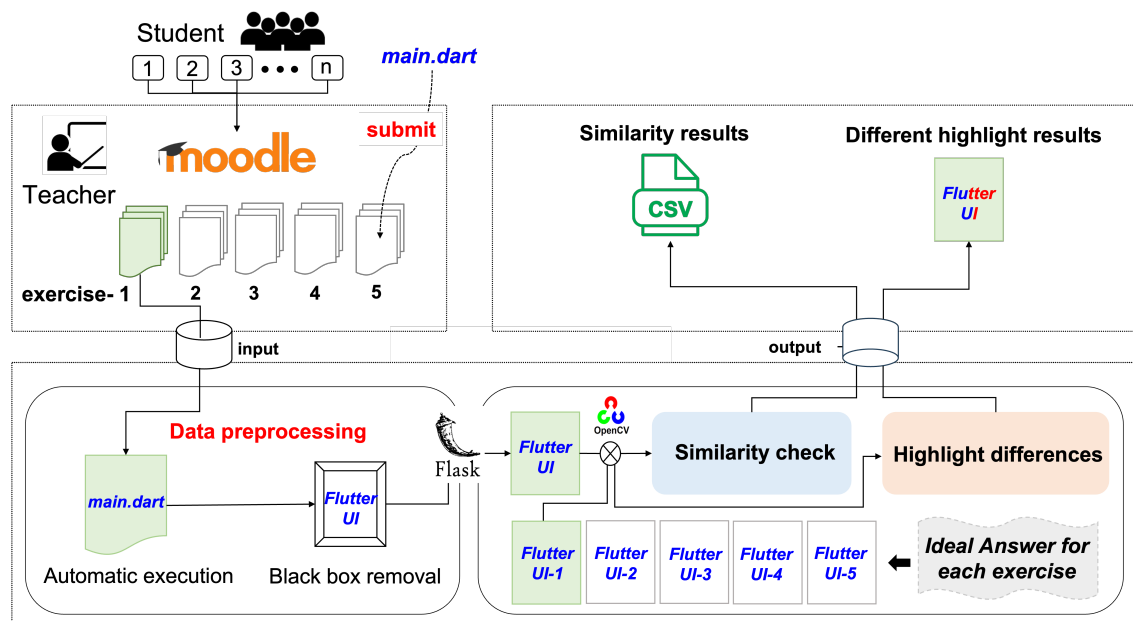 Student
1 2 3 n
main.dart
submit
moodle
Teacher
exercise- 1 2 3 4 5
Similarity results
CSV
Different highlight results
Flutter
UI
input
output
Data preprocessing
main.dart
Automatic execution
Flutter
UI
Black box removal
Flask
Flutter
UI
OpenCV
Similarity check
Highlight differences
Flutter
UI-1
Flutter
UI-2
Flutter
UI-3
Flutter
UI-4
Flutter
UI-5
Ideal Answer for
each exercise